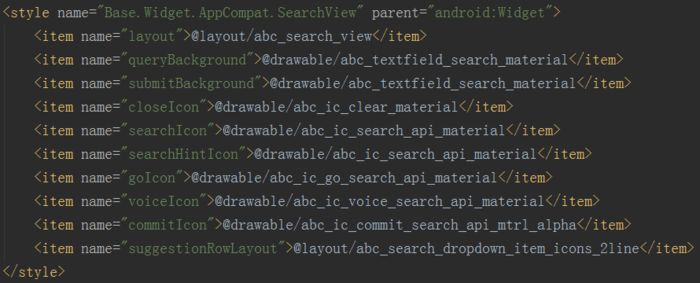 <style name="Base.Widget.AppCompat.SearchView" parent="android:Widget">
    <item name="layout">@layout/abc_search_view</item>
    <item name="queryBackground">@drawable/abc_textfield_search_material</item>
    <item name="submitBackground">@drawable/abc_textfield_search_material</item>
    <item name="closeIcon">@drawable/abc_ic_clear_material</item>
    <item name="searchIcon">@drawable/abc_ic_search_api_material</item>
    <item name="searchHintIcon">@drawable/abc_ic_search_api_material</item>
    <item name="goIcon">@drawable/abc_ic_go_search_api_material</item>
    <item name="voiceIcon">@drawable/abc_ic_voice_search_api_material</item>
    <item name="commitIcon">@drawable/abc_ic_commit_search_api_mtrl_alpha</item>
    <item name="suggestionRowLayout">@layout/abc_search_dropdown_item_icons_2line</item>
</style>